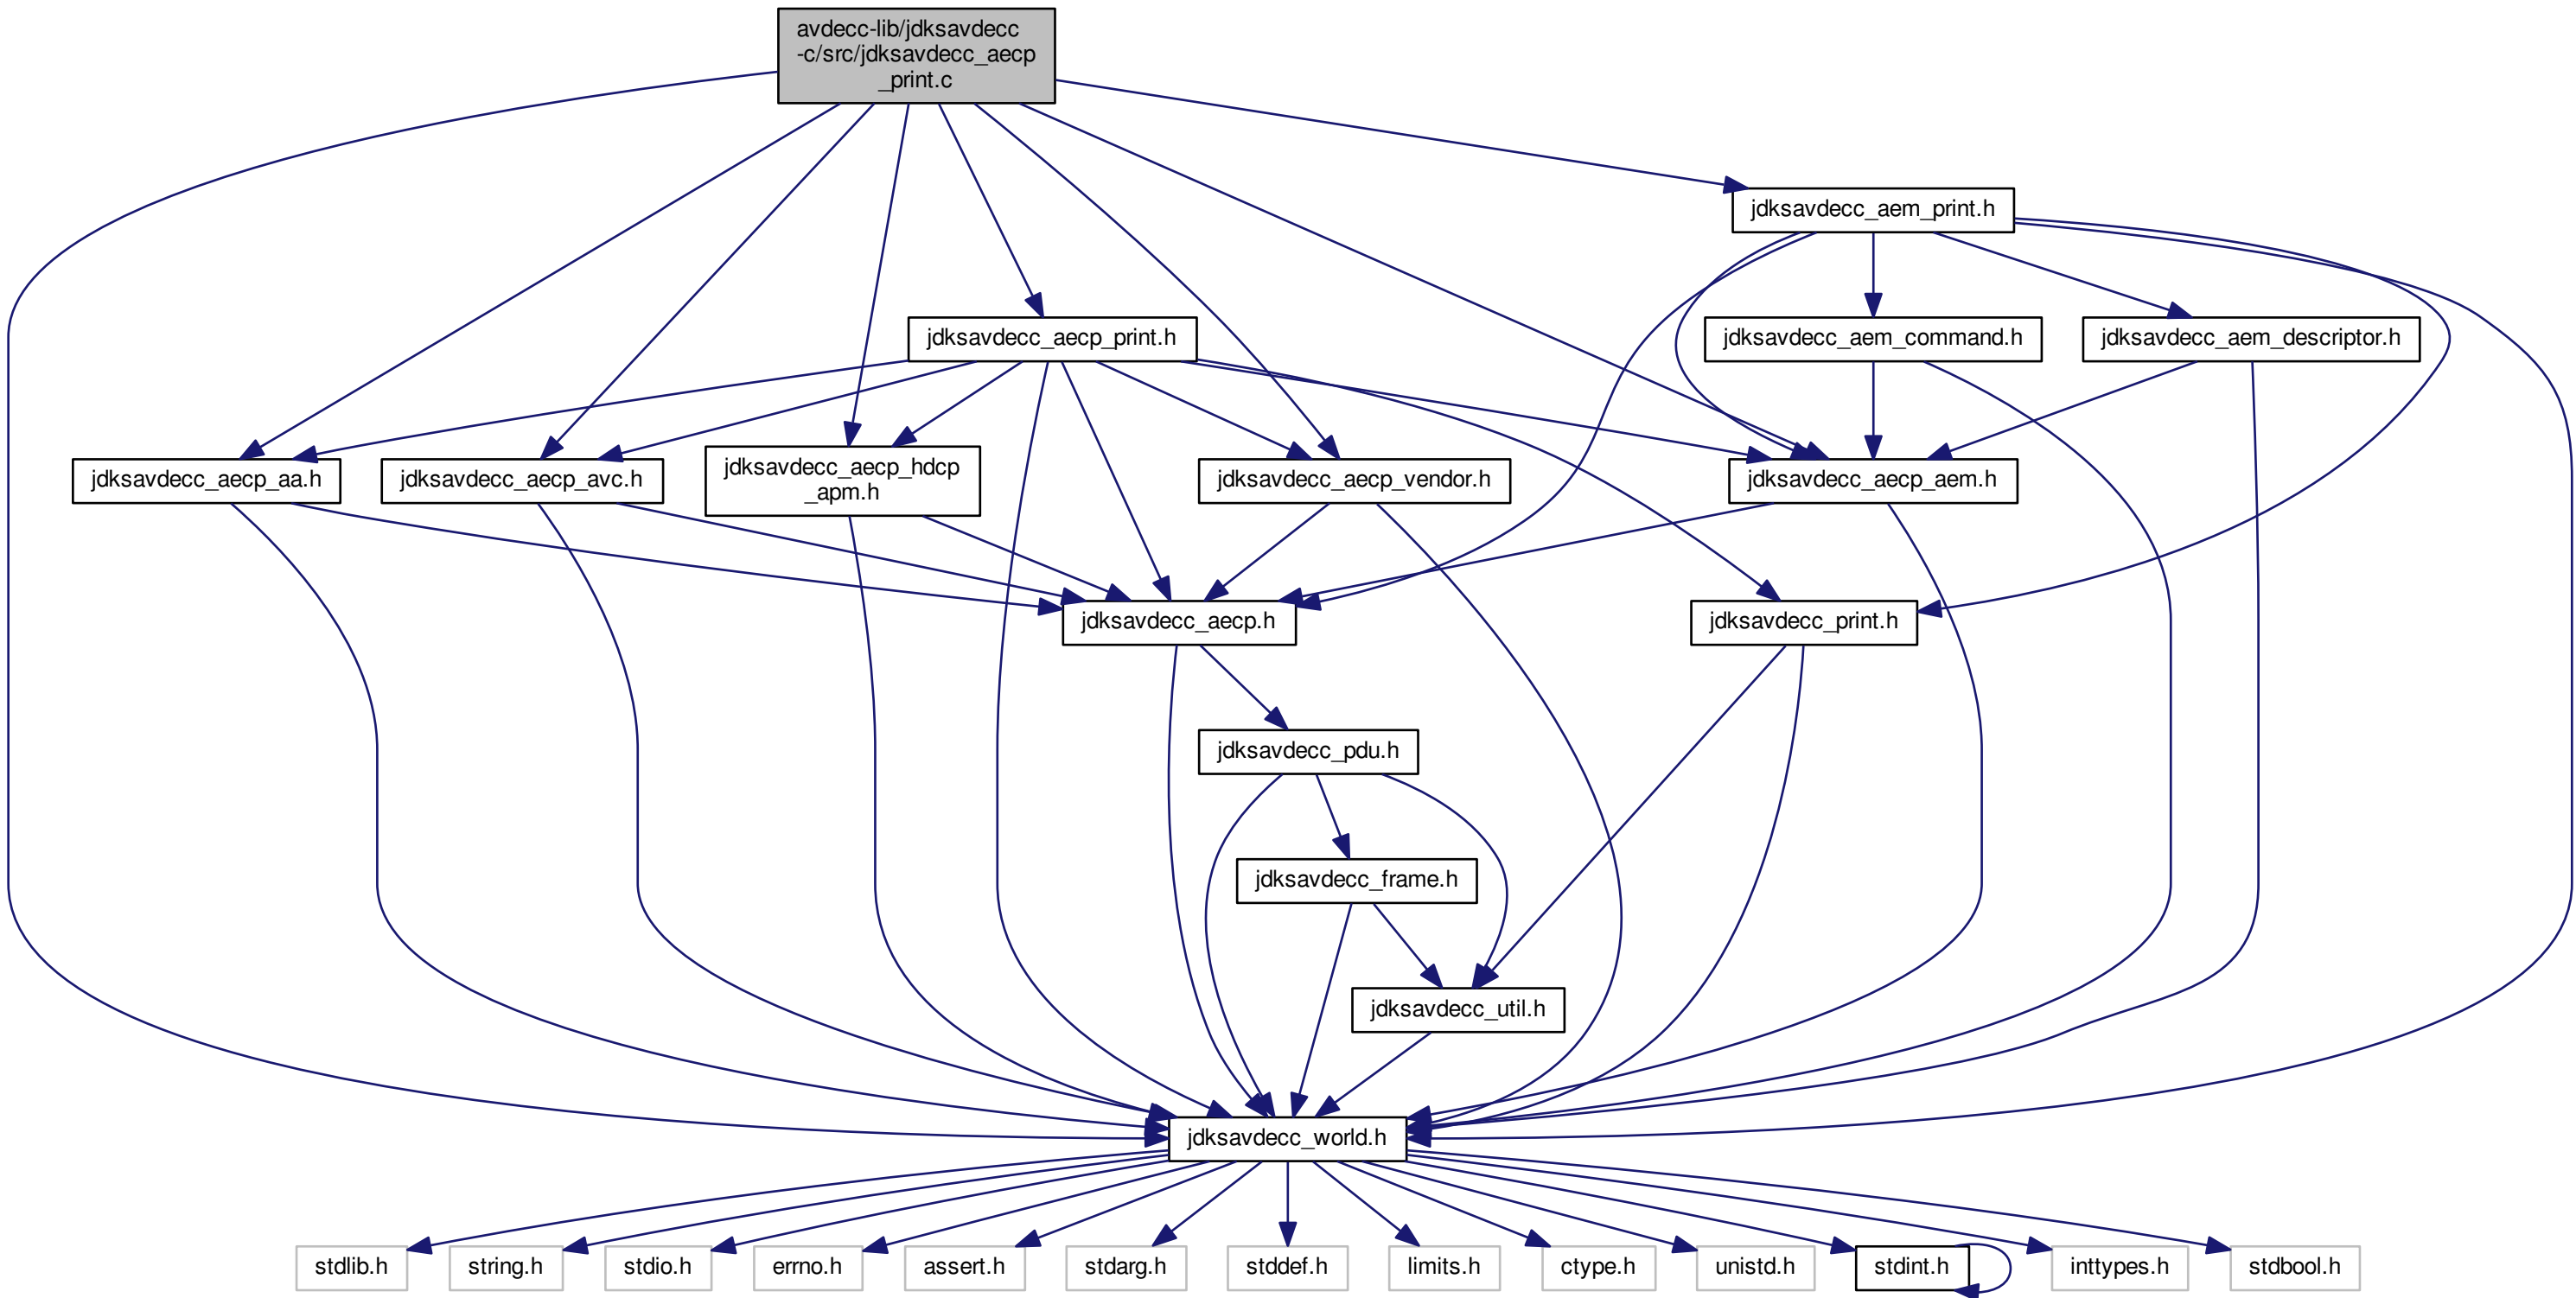 avdecc-lib/jdksavdecc
-c/src/jdksavdecc_aecp
_print.c
jdksavdecc_aem_print.h
jdksavdecc_aecp_print.h
jdksavdecc_aem_command.h
jdksavdecc_aem_descriptor.h
jdksavdecc_aecp_aa.h
jdksavdecc_aecp_avc.h
jdksavdecc_aecp_hdcp
_apm.h
jdksavdecc_aecp_vendor.h
jdksavdecc_aecp_aem.h
jdksavdecc_aecp.h
jdksavdecc_print.h
jdksavdecc_pdu.h
jdksavdecc_frame.h
jdksavdecc_util.h
jdksavdecc_world.h
stdlib.h
string.h
stdio.h
errno.h
assert.h
stdarg.h
stddef.h
limits.h
ctype.h
unistd.h
stdint.h
inttypes.h
stdbool.h